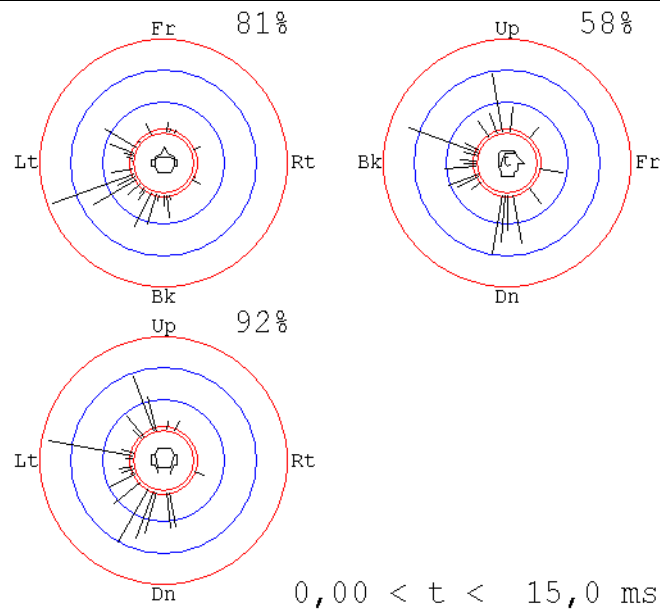 Fr 81%
Up 58%
Lt Rt
Bk Fr
Bk
Dn
Up 92%
Lt Rt
Dn
0,00 < t < 15,0 ms